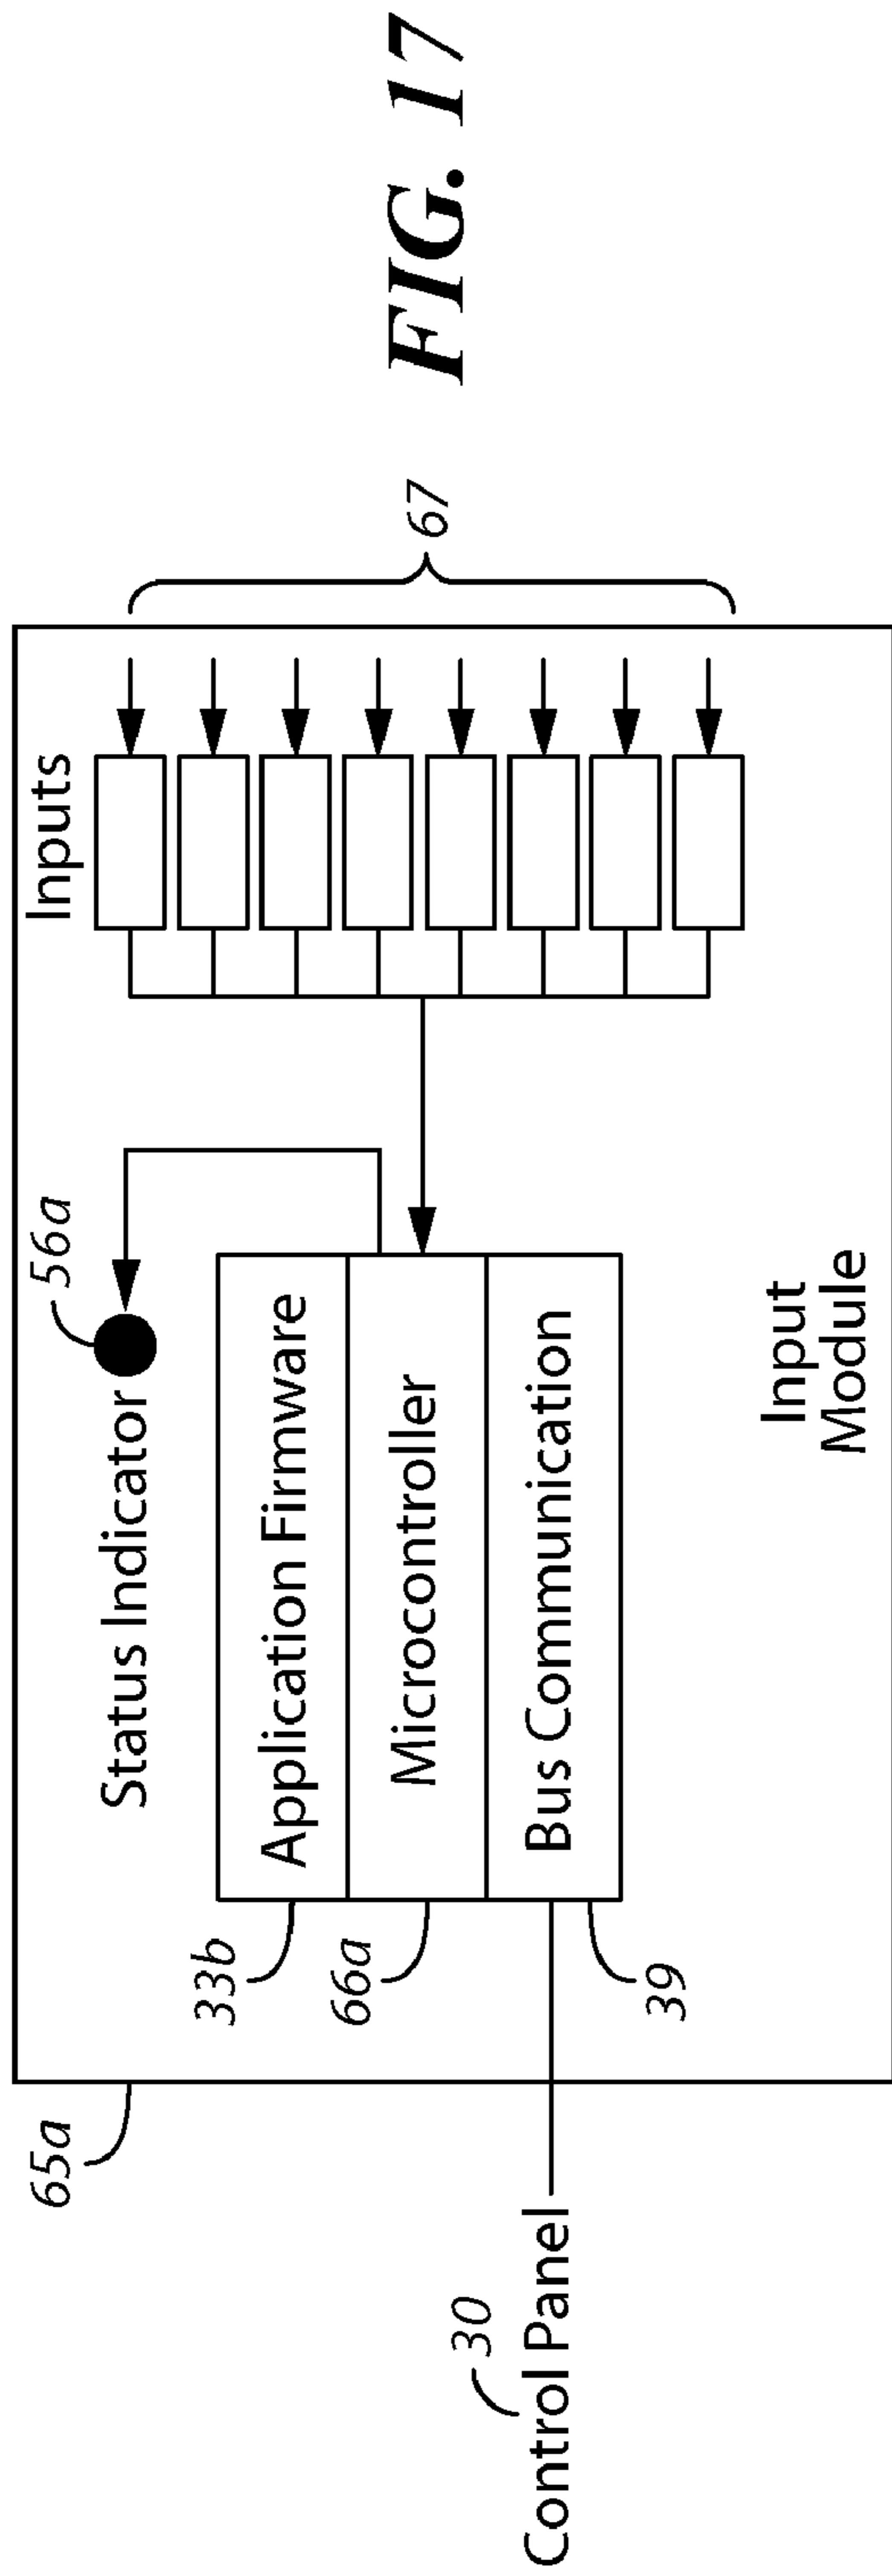 65a
Status Indicator
56a
Inputs
33b
Application Firmware
66a
Microcontroller
67
30
Control Panel
Bus Communication
39
Input
Module
FIG. 17